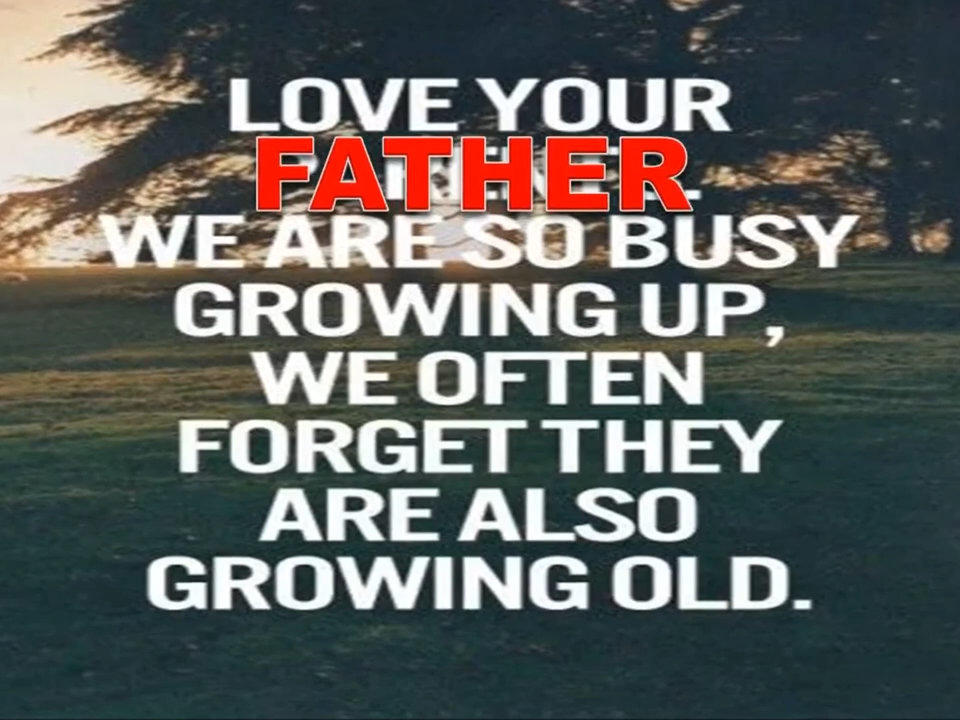 LOVE YOUR
FATHER
WE ARE SO BUSY
GROWING UP,
WE OFTEN
FORGET THEY
ARE ALSO
GROWING OLD.